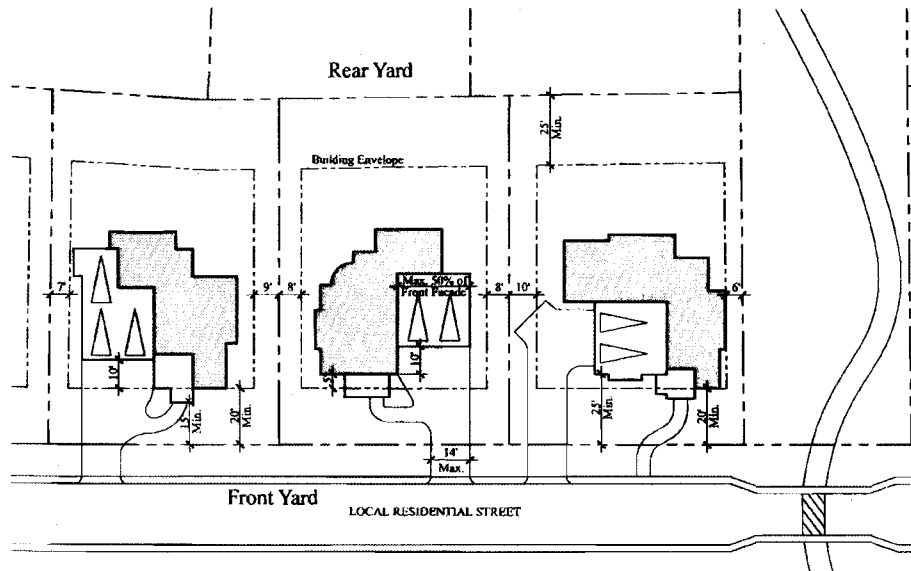 Rear Yard
25'
Min.
Building Envelope
Max. 50% of
Front Facade
7'
9'
8'
8'
10'
6'
10'
10'
5'
15'
Min.
20'
Min.
25'
Min.
20'
Min.
14'
Max.
Front Yard
LOCAL RESIDENTIAL STREET